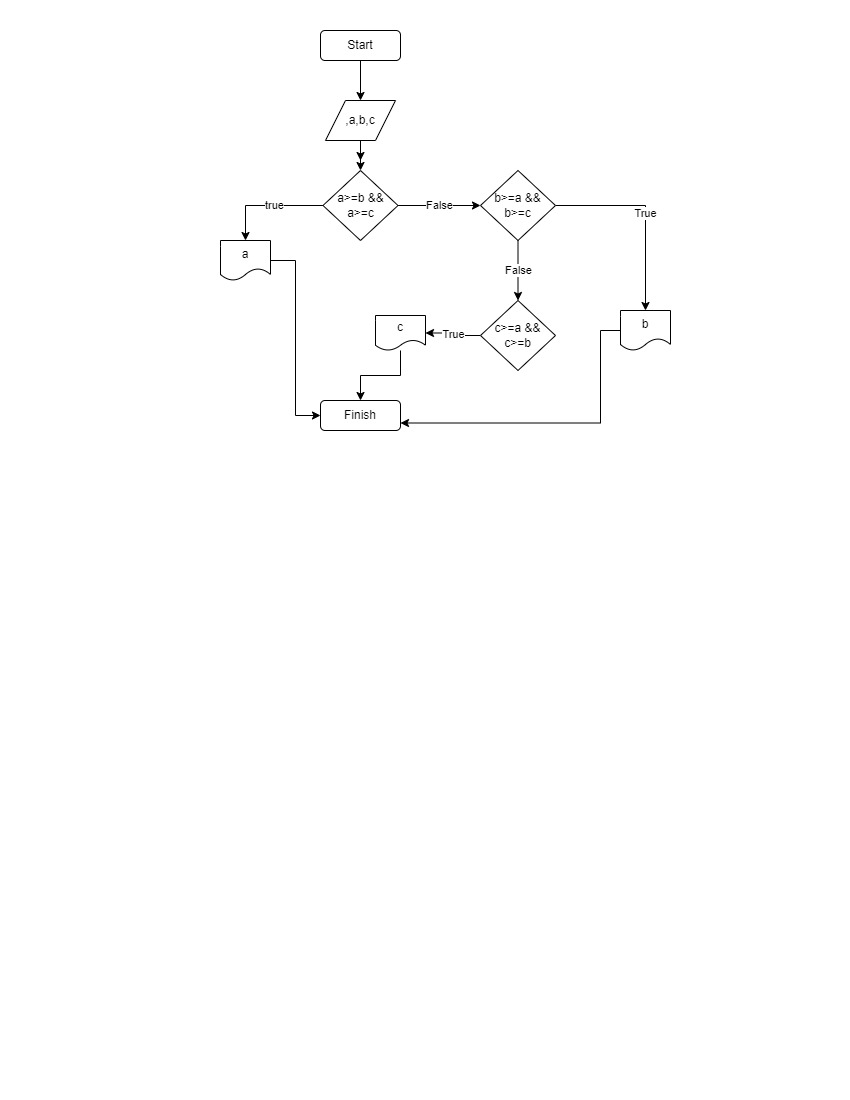 Start
,a,b,c
a>=b &&
a>=c
true
False
b>=a &&
b>=c
True
a
False
c
True
c>=a &&
c>=b
b
Finish